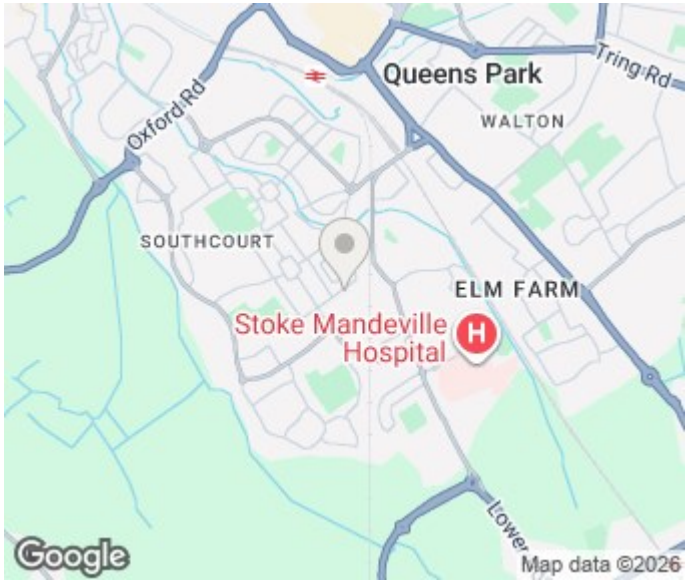 Queens Park
Tring Rd
Oxford Rd
WALTON
SOUTHCOURT
ELM FARM
Stoke Mandeville
Hospital
H
Lower
Google
Map data ©2026